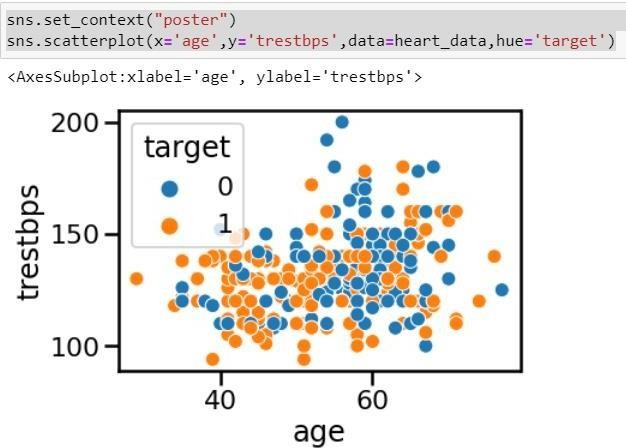 sns.set_context("poster")
sns.scatterplot(x='age',y='trestbps',data=heart_data,hue='target')
<AxesSubplot:xlabel='age', ylabel='trestbps'>
200
150
100
trestbps
target
0
1
40 60
age